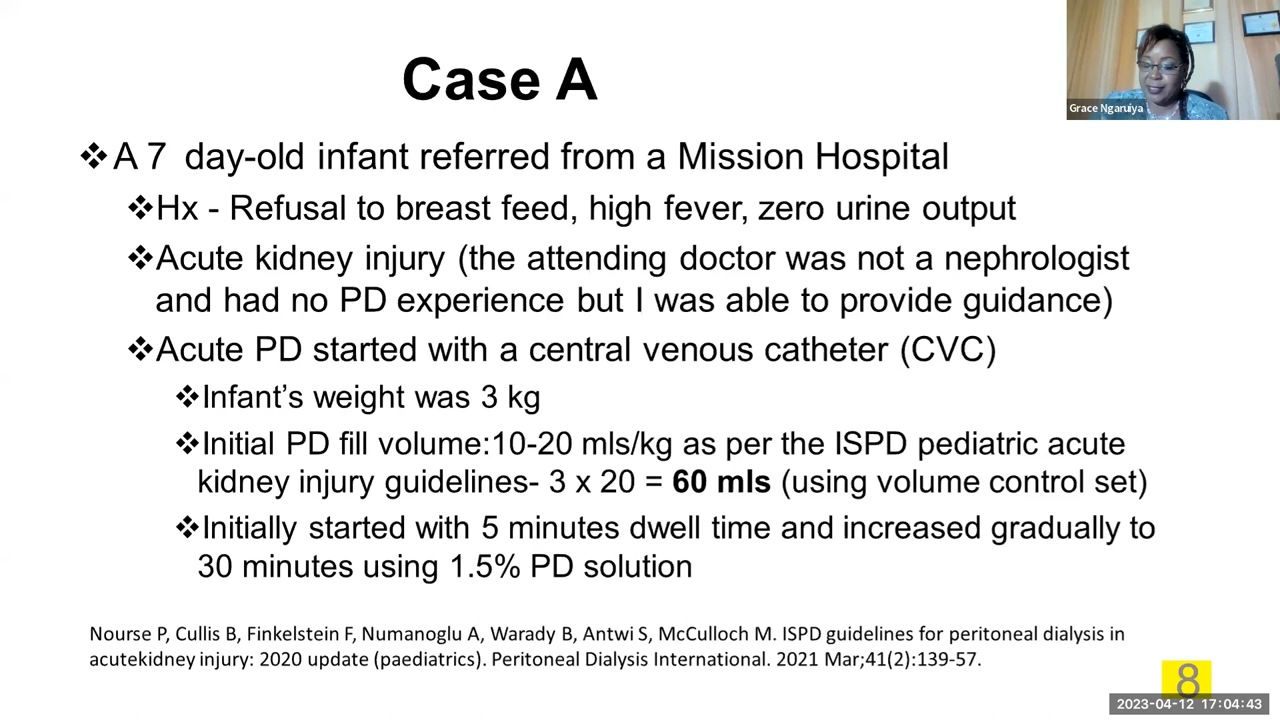 Case A
Grace Ngaruiya
❖A 7 day-old infant referred from a Mission Hospital
❖Hx - Refusal to breast feed, high fever, zero urine output
❖Acute kidney injury (the attending doctor was not a nephrologist
and had no PD experience but I was able to provide guidance)
❖Acute PD started with a central venous catheter (CVC)
❖Infant's weight was 3 kg
❖Initial PD fill volume:10-20 mls/kg as per the ISPD pediatric acute
kidney injury guidelines- 3 x 20 = 60 mls (using volume control set)
❖Initially started with 5 minutes dwell time and increased gradually to
30 minutes using 1.5% PD solution
Nourse P, Cullis B, Finkelstein F, Numanoglu A, Warady B, Antwi S, McCulloch M. ISPD guidelines for peritoneal dialysis in
acutekidney injury: 2020 update (paediatrics). Peritoneal Dialysis International. 2021 Mar;41(2):139-57.
8
2023-04-12 17:04:43